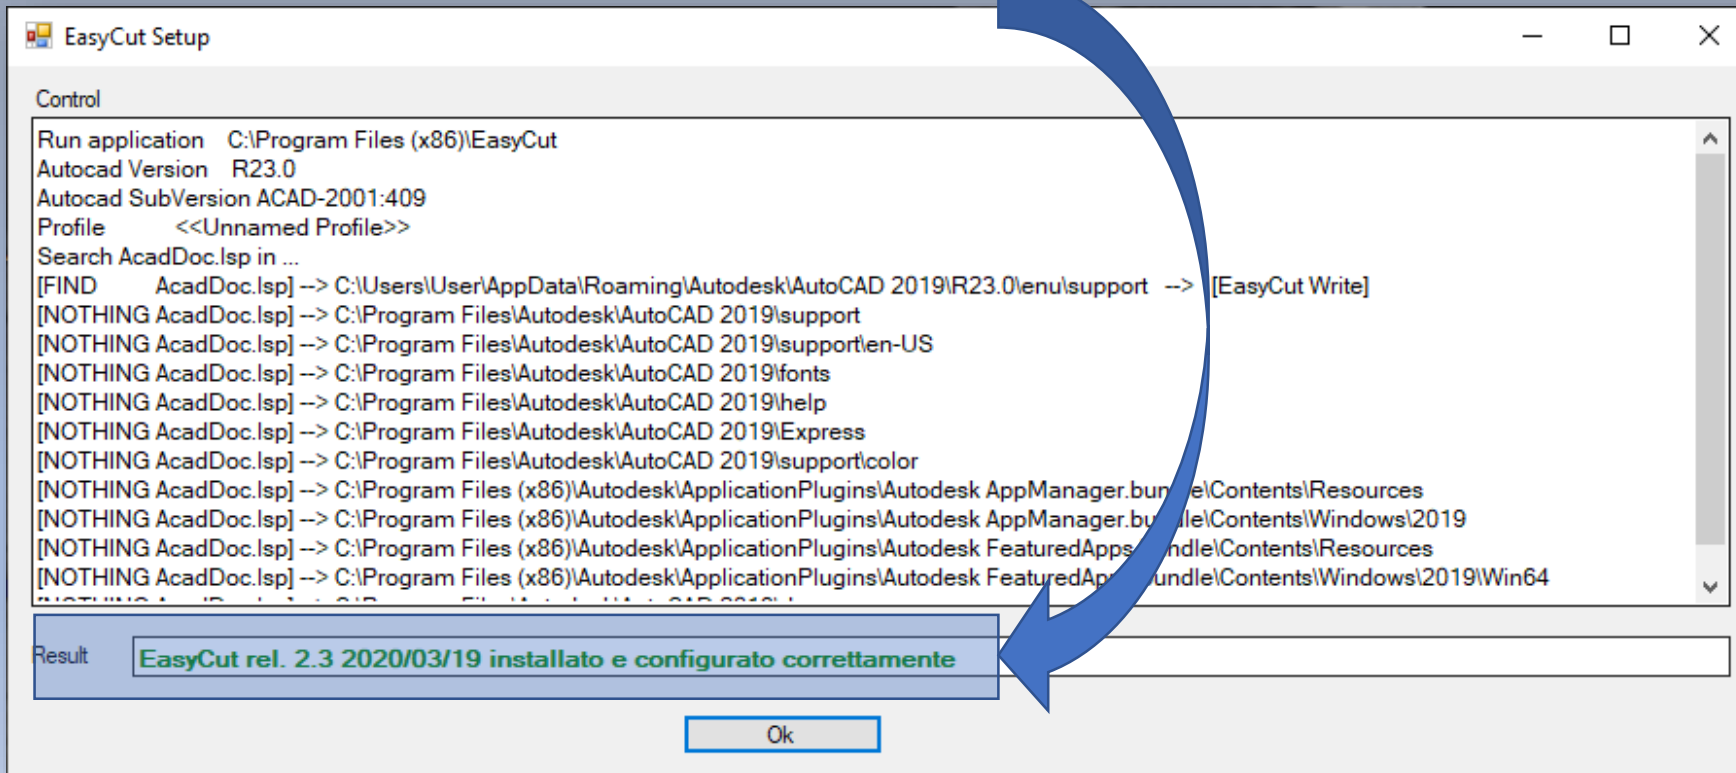 EasyCut Setup
Control
Run application C:\Program Files (x86)\EasyCut
Autocad Version R23.0
Autocad SubVersion ACAD-2001:409
Profile <<Unnamed Profile>>
Search AcadDoc.lsp in ...
[FIND AcadDoc.lsp] --> C:\Users\User\AppData\Roaming\Autodesk\AutoCAD 2019\R23.0\enu\support --> [EasyCut Write]
[NOTHING AcadDoc.lsp] --> C:\Program Files\Autodesk\AutoCAD 2019\support
[NOTHING AcadDoc.lsp] --> C:\Program Files\Autodesk\AutoCAD 2019\support\en-US
[NOTHING AcadDoc.lsp] --> C:\Program Files\Autodesk\AutoCAD 2019\fonts
[NOTHING AcadDoc.lsp] --> C:\Program Files\Autodesk\AutoCAD 2019\help
[NOTHING AcadDoc.lsp] --> C:\Program Files\Autodesk\AutoCAD 2019\Express
[NOTHING AcadDoc.lsp] --> C:\Program Files\Autodesk\AutoCAD 2019\support\color
[NOTHING AcadDoc.lsp] --> C:\Program Files (x86)\Autodesk\ApplicationPlugins\Autodesk AppManager.bundle\Contents\Resources
[NOTHING AcadDoc.lsp] --> C:\Program Files (x86)\Autodesk\ApplicationPlugins\Autodesk AppManager.bundle\Contents\Windows\2019
[NOTHING AcadDoc.lsp] --> C:\Program Files (x86)\Autodesk\ApplicationPlugins\Autodesk FeaturedApps.bundle\Contents\Resources
[NOTHING AcadDoc.lsp] --> C:\Program Files (x86)\Autodesk\ApplicationPlugins\Autodesk FeaturedApps.bundle\Contents\Windows\2019\Win64
Result EasyCut rel. 2.3 2020/03/19 installato e configurato correttamente
Ok